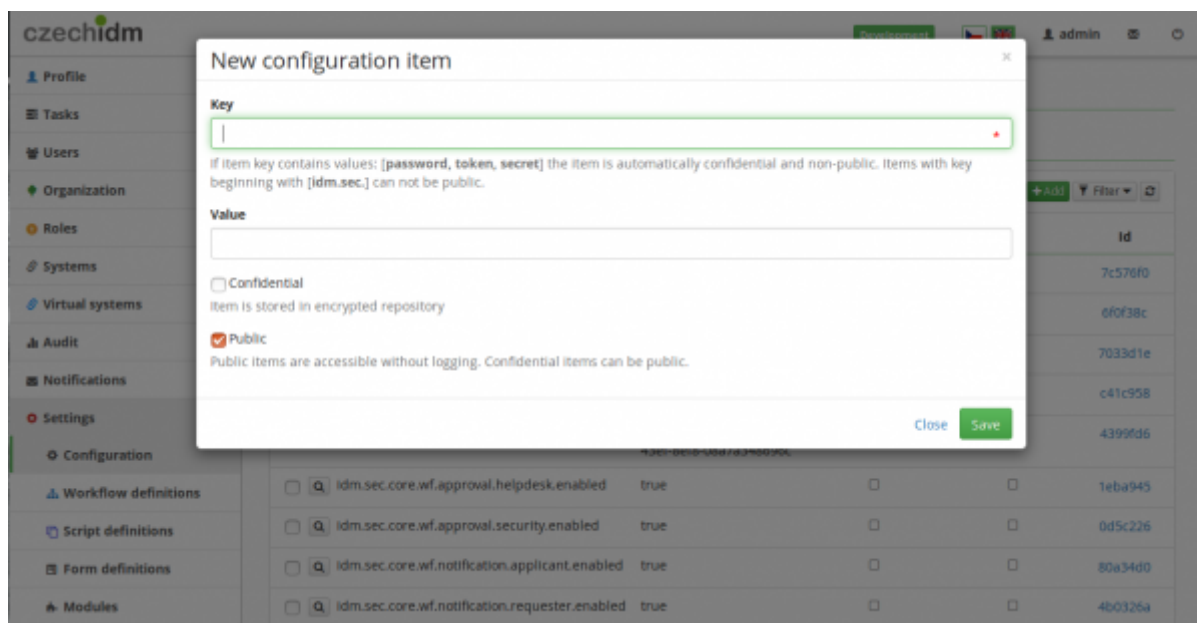 czechidm
Development
admin
New configuration item
×
Profile
Key
Tasks
*
Users
If item key contains values: [password, token, secret] the item is automatically confidential and non-public. Items with key
beginning with [idm.sec.] can not be public.
Organization
+Add
Filter
Value
Roles
Id
Systems
7c576f0
Confidential
Item is stored in encrypted repository
Virtual systems
6f0f38c
Public
Audit
Public items are accessible without logging. Confidential items can be public.
7033d1e
Notifications
c41c958
Settings
Close
Save
4399fd6
Configuration
Workflow definitions
idm.sec.core.wf.approval.helpdesk.enabled true 1eba945
Script definitions
idm.sec.core.wf.approval.security.enabled true 0d5c226
Form definitions
idm.sec.core.wf.notification.applicant.enabled true 80a34d0
Modules
idm.sec.core.wf.notification.requester.enabled true 4b0326a